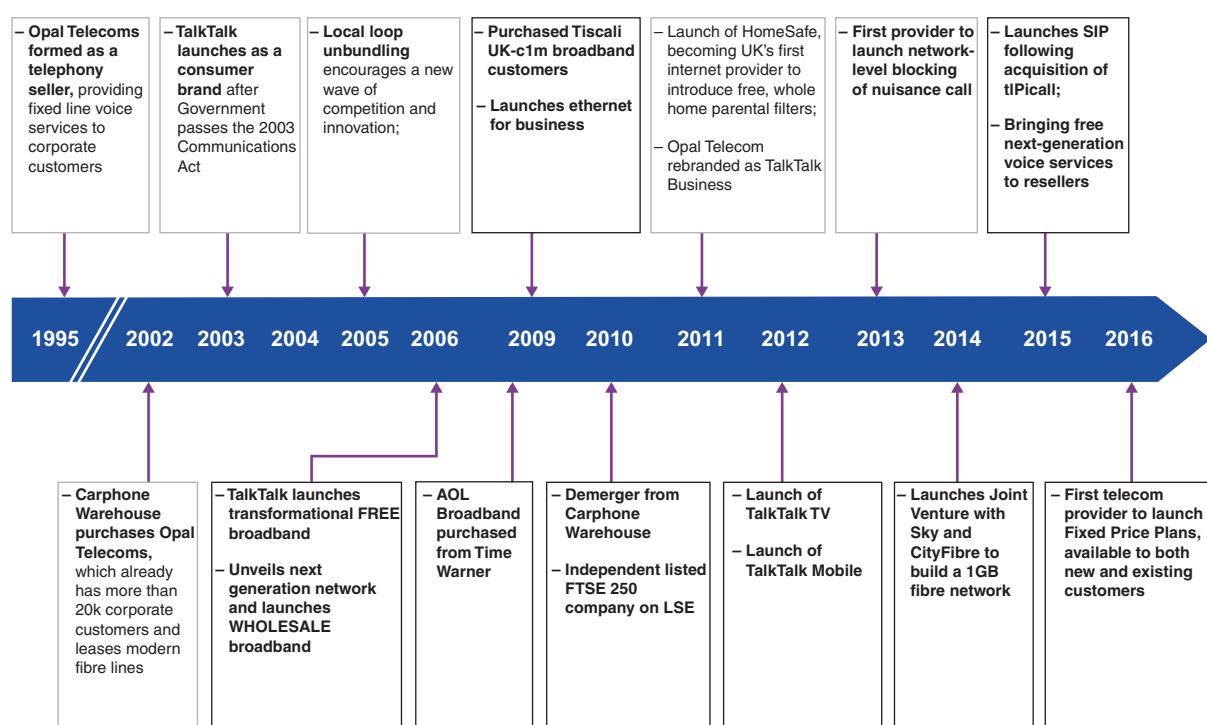 – Opal Telecoms
formed as a
telephony
seller, providing
fixed line voice
services to
corporate
customers
– TalkTalk
launches as a
consumer
brand after
Government
passes the 2003
Communications
Act
– Local loop
unbundling
encourages a new
wave of
competition and
innovation;
– Purchased Tiscali
UK-c1m broadband
customers
– Launches ethernet
for business
– Launch of HomeSafe,
becoming UK's first
internet provider to
introduce free, whole
home parental filters;
– Opal Telecom
rebranded as TalkTalk
Business
– First provider to
launch network-
level blocking
of nuisance call
– Launches SIP
following
acquisition of
tIPicall;
– Bringing free
next-generation
voice services
to resellers
1995 2002 2003 2004 2005 2006 2009 2010 2011 2012 2013 2014 2015 2016
– Carphone
Warehouse
purchases Opal
Telecoms,
which already
has more than
20k corporate
customers and
leases modern
fibre lines
– TalkTalk launches
transformational FREE
broadband
– Unveils next
generation network
and launches
WHOLESALE
broadband
– AOL
Broadband
purchased
from Time
Warner
– Demerger from
Carphone
Warehouse
– Independent listed
FTSE 250
company on LSE
– Launch of
TalkTalk TV
– Launch of
TalkTalk Mobile
– Launches Joint
Venture with
Sky and
CityFibre to
build a 1GB
fibre network
– First telecom
provider to launch
Fixed Price Plans,
available to both
new and existing
customers